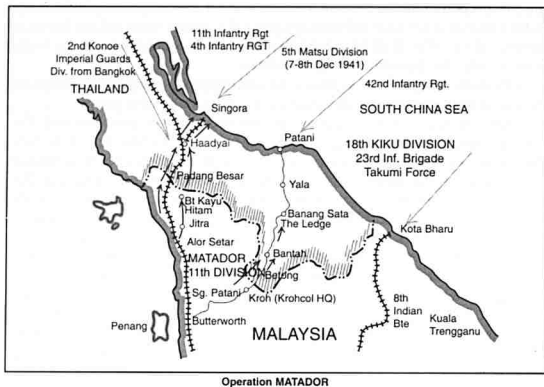 11th Infantry Rgt
4th Infantry RGT
2nd Konoe
Imperial Guards
Div. from Bangkok
THAILAND
5th Matsu Division
(7-8th Dec 1941)
42nd Infantry Rgt.
Singora
SOUTH CHINA SEA
Patani
18th KIKU DIVISION
23rd Inf. Brigade
Takumi Force
Haadyai
Padang Besar
Yala
Bt Kayu
Hitam
Banang Sata
The Ledge
Jitra
Kota Bharu
Alor Setar
MATADOR
11th DIVISION
Bantah
Betong
Sg. Patani
Kroh (Krohcol HQ)
8th
Indian
Bte
Kuala
Trengganu
Penang
Butterworth
MALAYSIA
Operation MATADOR